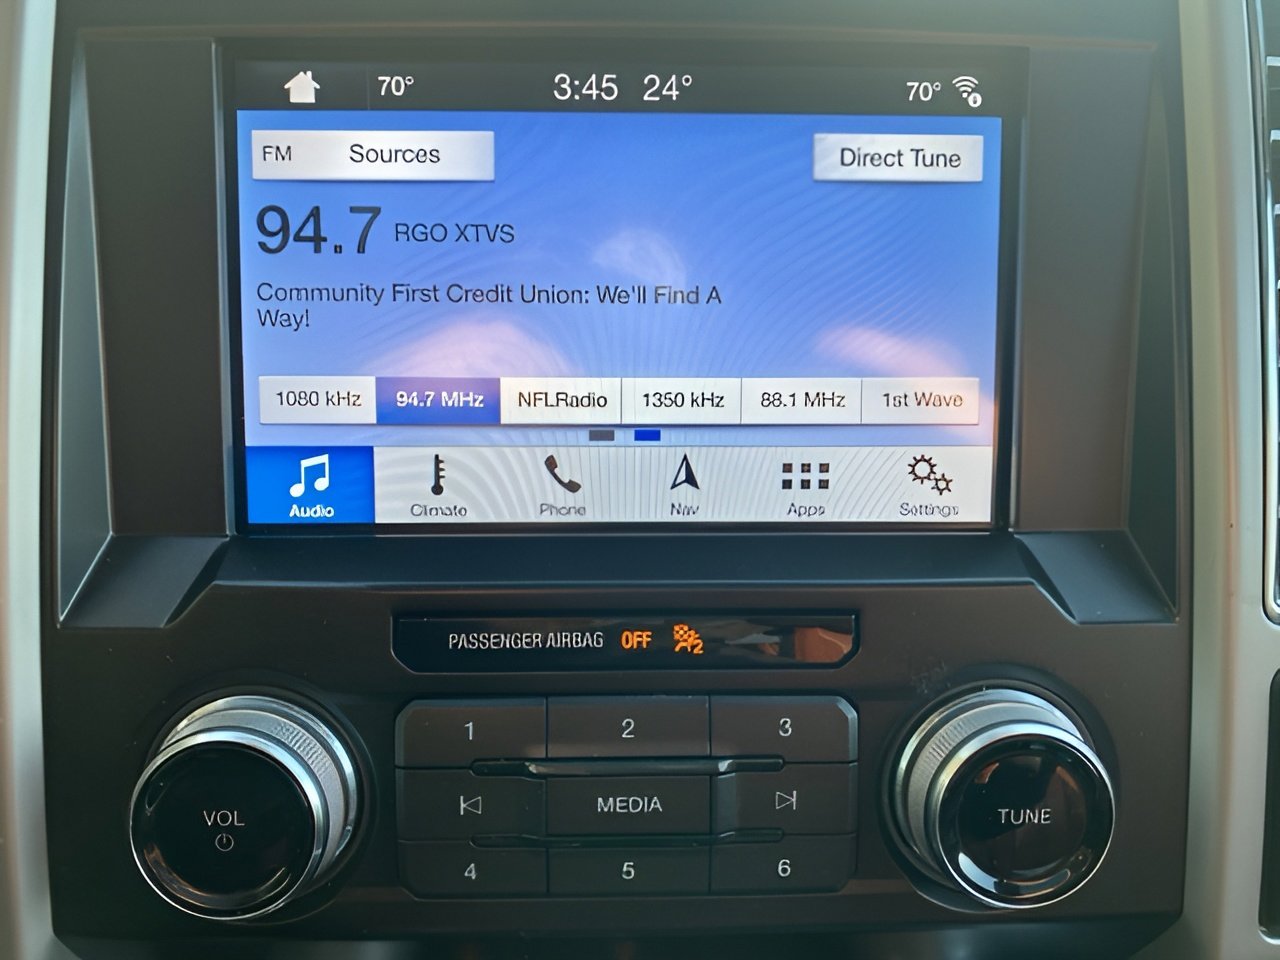 70° 3:45 24° 70°
FM Sources Direct Tune
94.7 RGO XTVS
Community First Credit Union: We'll Find A
Way!
1080 kHz 94.7 MHz NFLRadio 1350 kHz 88.1 MHz 1st Wave
Audio Climate Phone Nav Apps Settings
PASSENGER AIRBAG OFF 2
1 2 3
VOL MEDIA TUNE
4 5 6